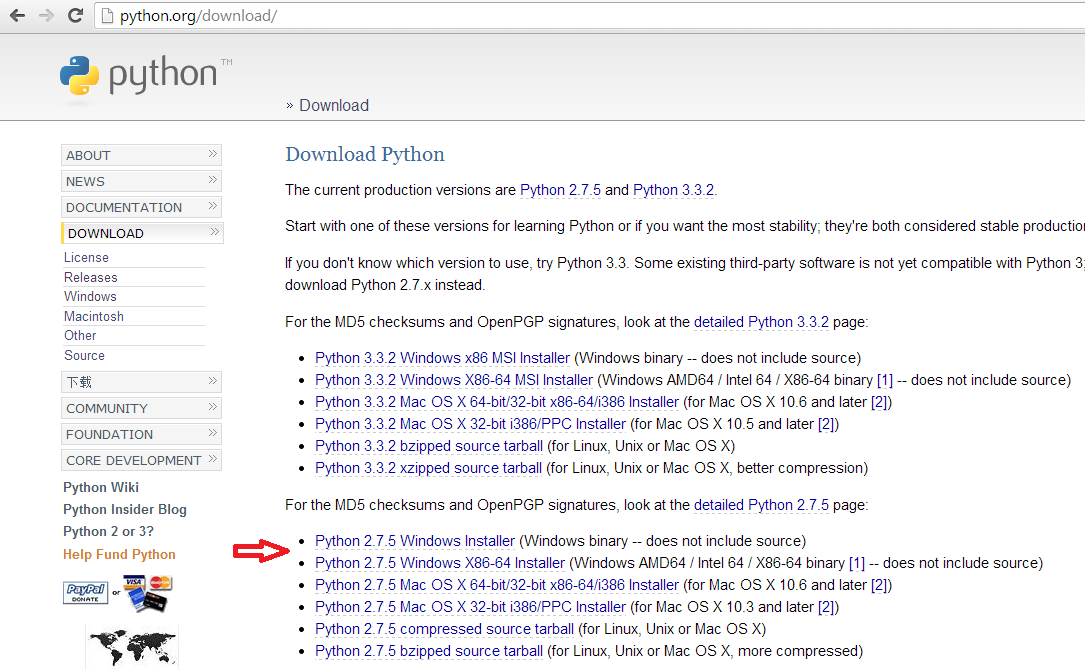 python.org/download/
python™
» Download
ABOUT
NEWS
DOCUMENTATION
DOWNLOAD
License
Releases
Windows
Macintosh
Other
Source
下载
COMMUNITY
FOUNDATION
CORE DEVELOPMENT
Python Wiki
Python Insider Blog
Python 2 or 3?
Help Fund Python
PayPal DONATE or VISA
Download Python
The current production versions are Python 2.7.5 and Python 3.3.2.
Start with one of these versions for learning Python or if you want the most stability; they're both considered stable production
If you don't know which version to use, try Python 3.3. Some existing third-party software is not yet compatible with Python 3;
download Python 2.7.x instead.
For the MD5 checksums and OpenPGP signatures, look at the detailed Python 3.3.2 page:
• Python 3.3.2 Windows x86 MSI Installer (Windows binary -- does not include source)
• Python 3.3.2 Windows X86-64 MSI Installer (Windows AMD64 / Intel 64 / X86-64 binary [1] -- does not include source)
• Python 3.3.2 Mac OS X 64-bit/32-bit x86-64/i386 Installer (for Mac OS X 10.6 and later [2])
• Python 3.3.2 Mac OS X 32-bit i386/PPC Installer (for Mac OS X 10.5 and later [2])
• Python 3.3.2 bzipped source tarball (for Linux, Unix or Mac OS X)
• Python 3.3.2 xzipped source tarball (for Linux, Unix or Mac OS X, better compression)
For the MD5 checksums and OpenPGP signatures, look at the detailed Python 2.7.5 page:
• Python 2.7.5 Windows Installer (Windows binary -- does not include source)
• Python 2.7.5 Windows X86-64 Installer (Windows AMD64 / Intel 64 / X86-64 binary [1] -- does not include source)
• Python 2.7.5 Mac OS X 64-bit/32-bit x86-64/i386 Installer (for Mac OS X 10.6 and later [2])
• Python 2.7.5 Mac OS X 32-bit i386/PPC Installer (for Mac OS X 10.3 and later [2])
• Python 2.7.5 compressed source tarball (for Linux, Unix or Mac OS X)
• Python 2.7.5 bzipped source tarball (for Linux, Unix or Mac OS X, more compressed)